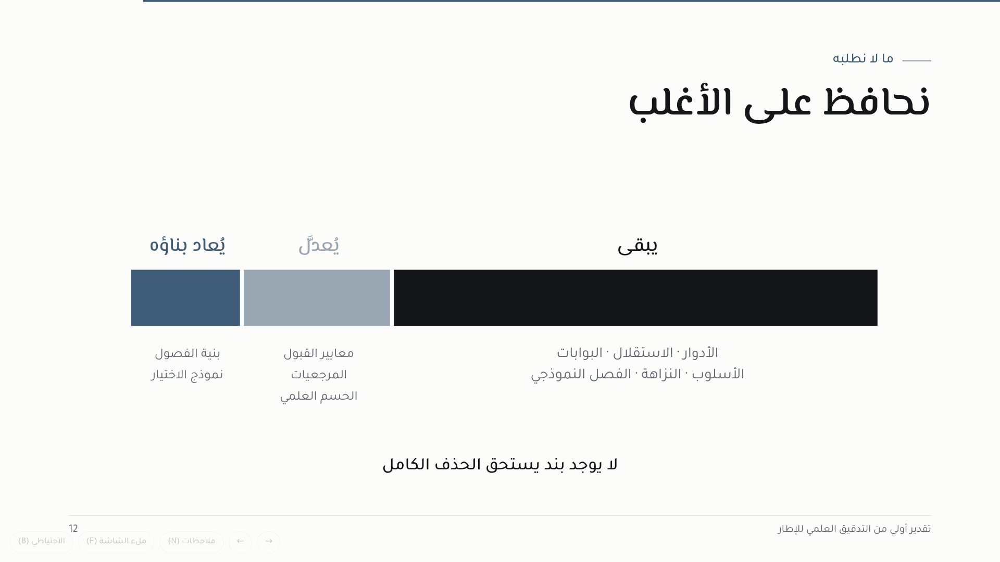 ما لا نطلبه
نحافظ على الأغلب
يبقى
يُعدَّل
يُعاد بناؤه
الأدوار · الاستقلال · البوابات
الأسلوب · النزاهة · الفصل النموذجي
معايير القبول
المرجعيات
الحسم العلمي
بنية الفصول
نموذج الاختيار
لا يوجد بند يستحق الحذف الكامل
تقدير أولي من التدقيق العلمي للإطار
12
→
←
ملاحظات (N)
ملء الشاشة (F)
الاحتياطي (B)